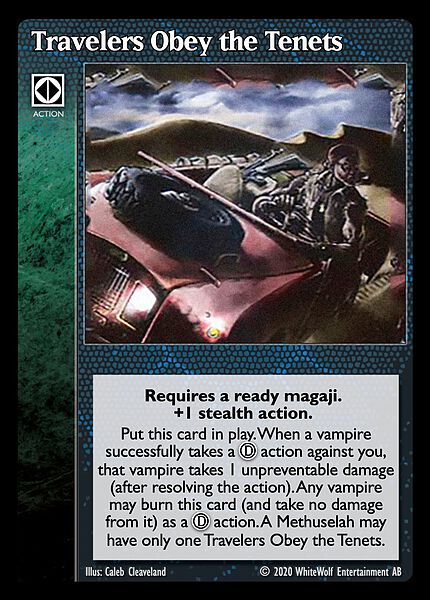 Travelers Obey the Tenets
ACTION
Requires a ready magaji.
+1 stealth action.
Put this card in play. When a vampire
successfully takes a Ⓓ action against you,
that vampire takes 1 unpreventable damage
(after resolving the action). Any vampire
may burn this card (and take no damage
from it) as a Ⓓ action. A Methuselah may
have only one Travelers Obey the Tenets.
Illus: Caleb Cleaveland © 2020 WhiteWolf Entertainment AB